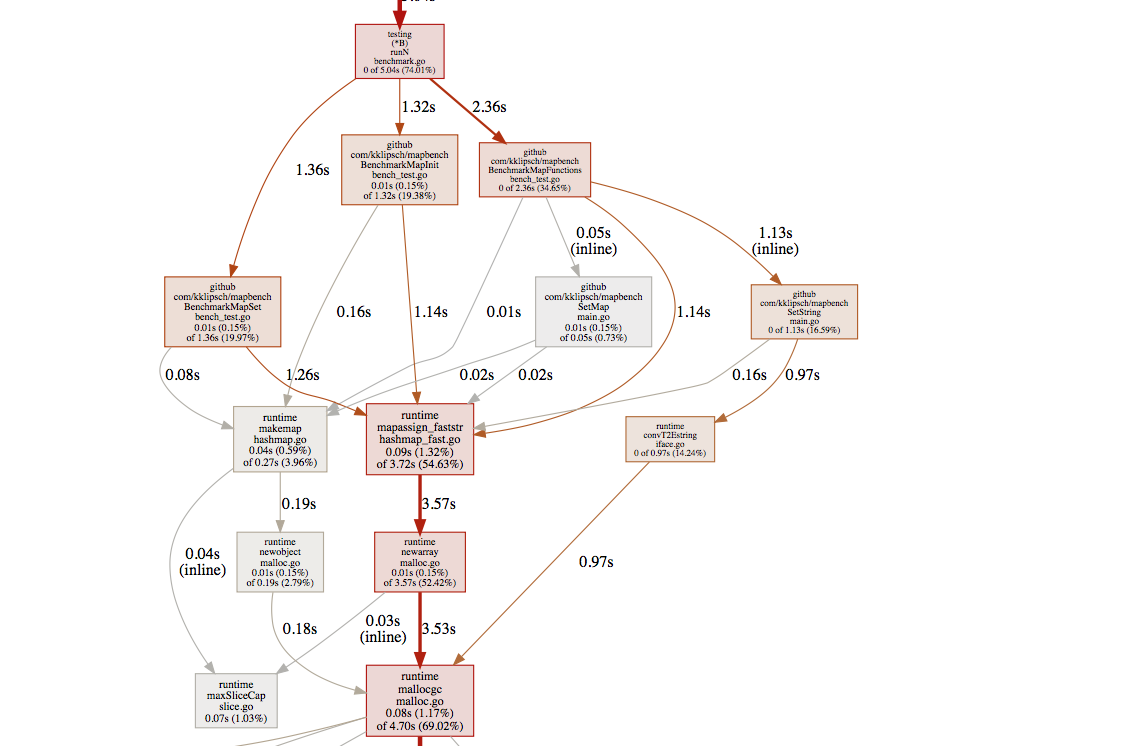 testing
(*B)
runN
benchmark.go
0 of 5.04s (74.01%)
1.32s
2.36s
github
com/kklipsch/mapbench
BenchmarkMapInit
bench_test.go
0.01s (0.15%)
of 1.32s (19.38%)
github
com/kklipsch/mapbench
BenchmarkMapFunctions
bench_test.go
0 of 2.36s (34.65%)
1.36s
0.05s
(inline)
1.13s
(inline)
github
com/kklipsch/mapbench
BenchmarkMapSet
bench_test.go
0.01s (0.15%)
of 1.36s (19.97%)
0.16s
1.14s
0.01s
github
com/kklipsch/mapbench
SetMap
main.go
0.01s (0.15%)
of 0.05s (0.73%)
1.14s
github
com/kklipsch/mapbench
SetString
main.go
0 of 1.13s (16.59%)
0.08s
1.26s
0.02s
0.02s
0.16s
0.97s
runtime
makemap
hashmap.go
0.04s (0.59%)
of 0.27s (3.96%)
runtime
mapassign_faststr
hashmap_fast.go
0.09s (1.32%)
of 3.72s (54.63%)
runtime
convT2Estring
iface.go
0 of 0.97s (14.24%)
0.19s
3.57s
0.04s
(inline)
runtime
newobject
malloc.go
0.01s (0.15%)
of 0.19s (2.79%)
runtime
newarray
malloc.go
0.01s (0.15%)
of 3.57s (52.42%)
0.97s
0.18s
0.03s
(inline)
3.53s
runtime
maxSliceCap
slice.go
0.07s (1.03%)
runtime
mallocgc
malloc.go
0.08s (1.17%)
of 4.70s (69.02%)